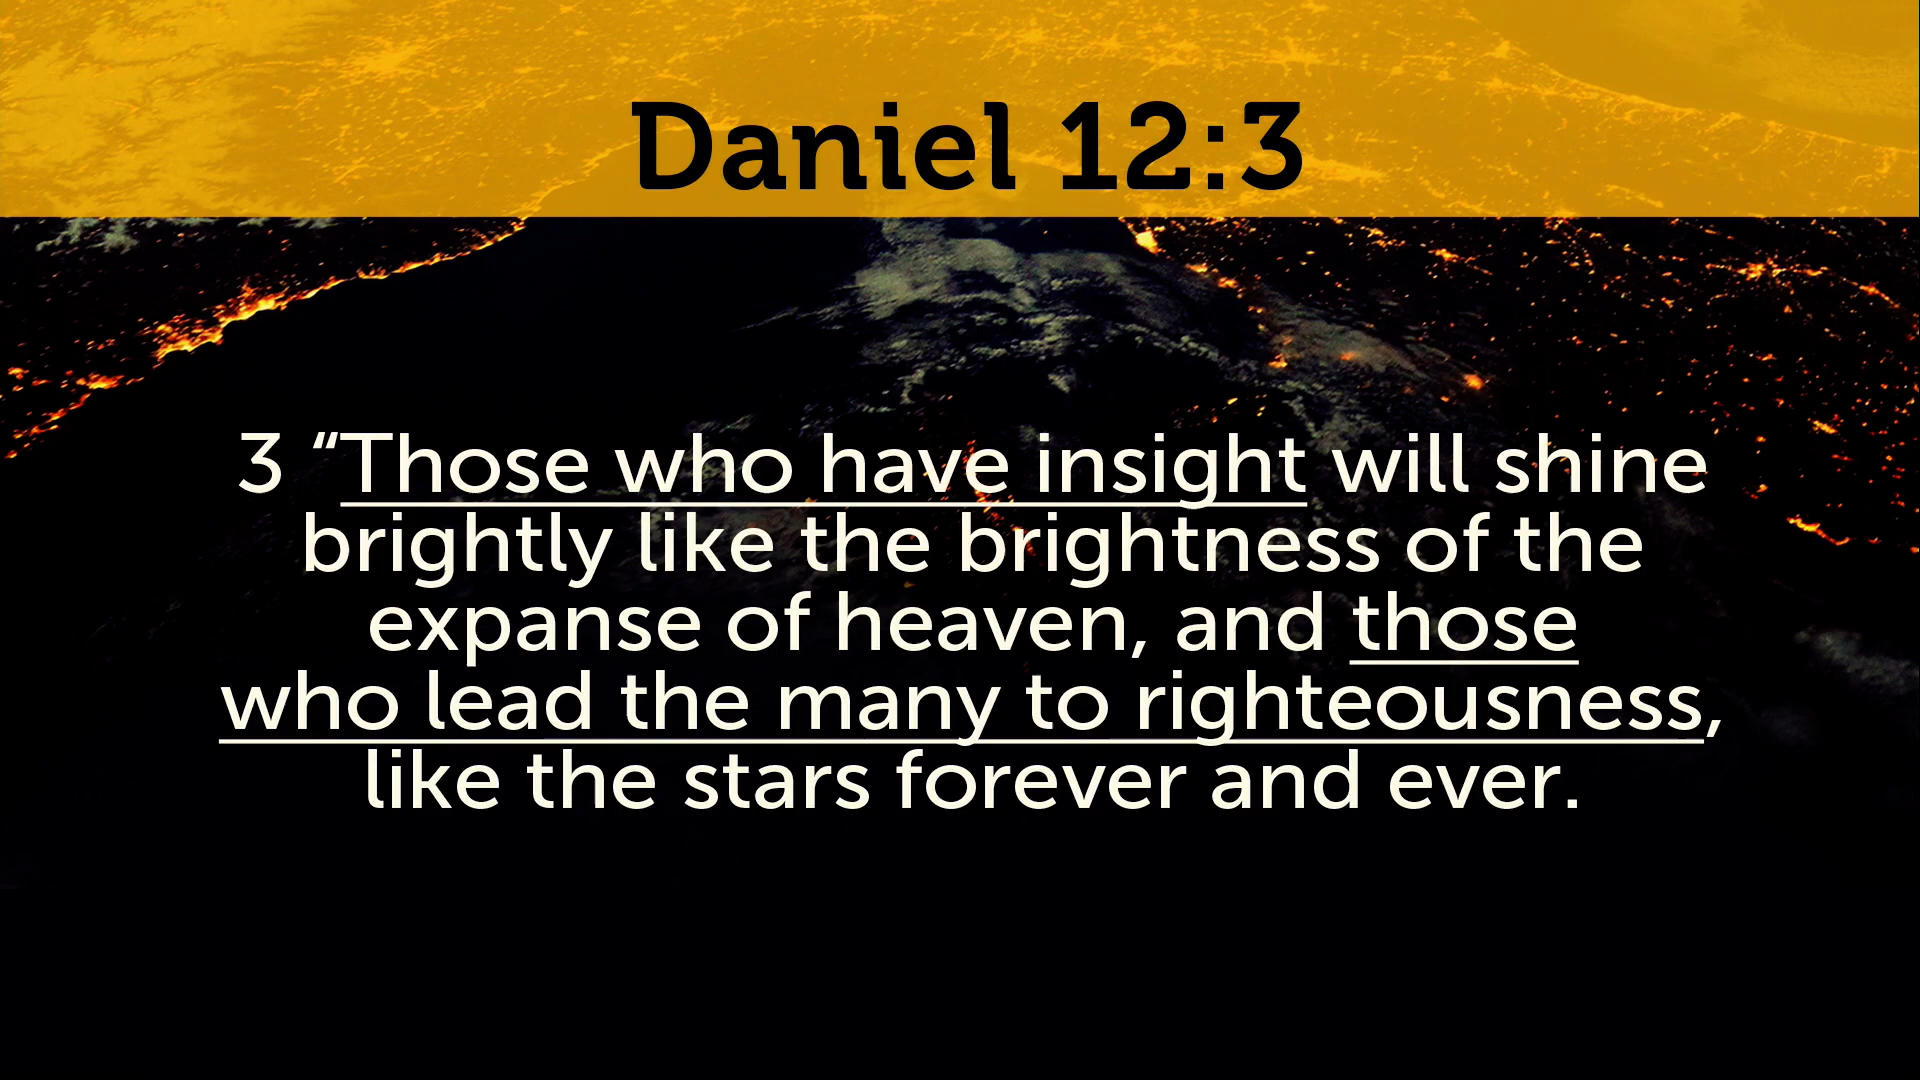 Daniel 12:3
3 “Those who have insight will shine
brightly like the brightness of the
expanse of heaven, and those
who lead the many to righteousness,
like the stars forever and ever.